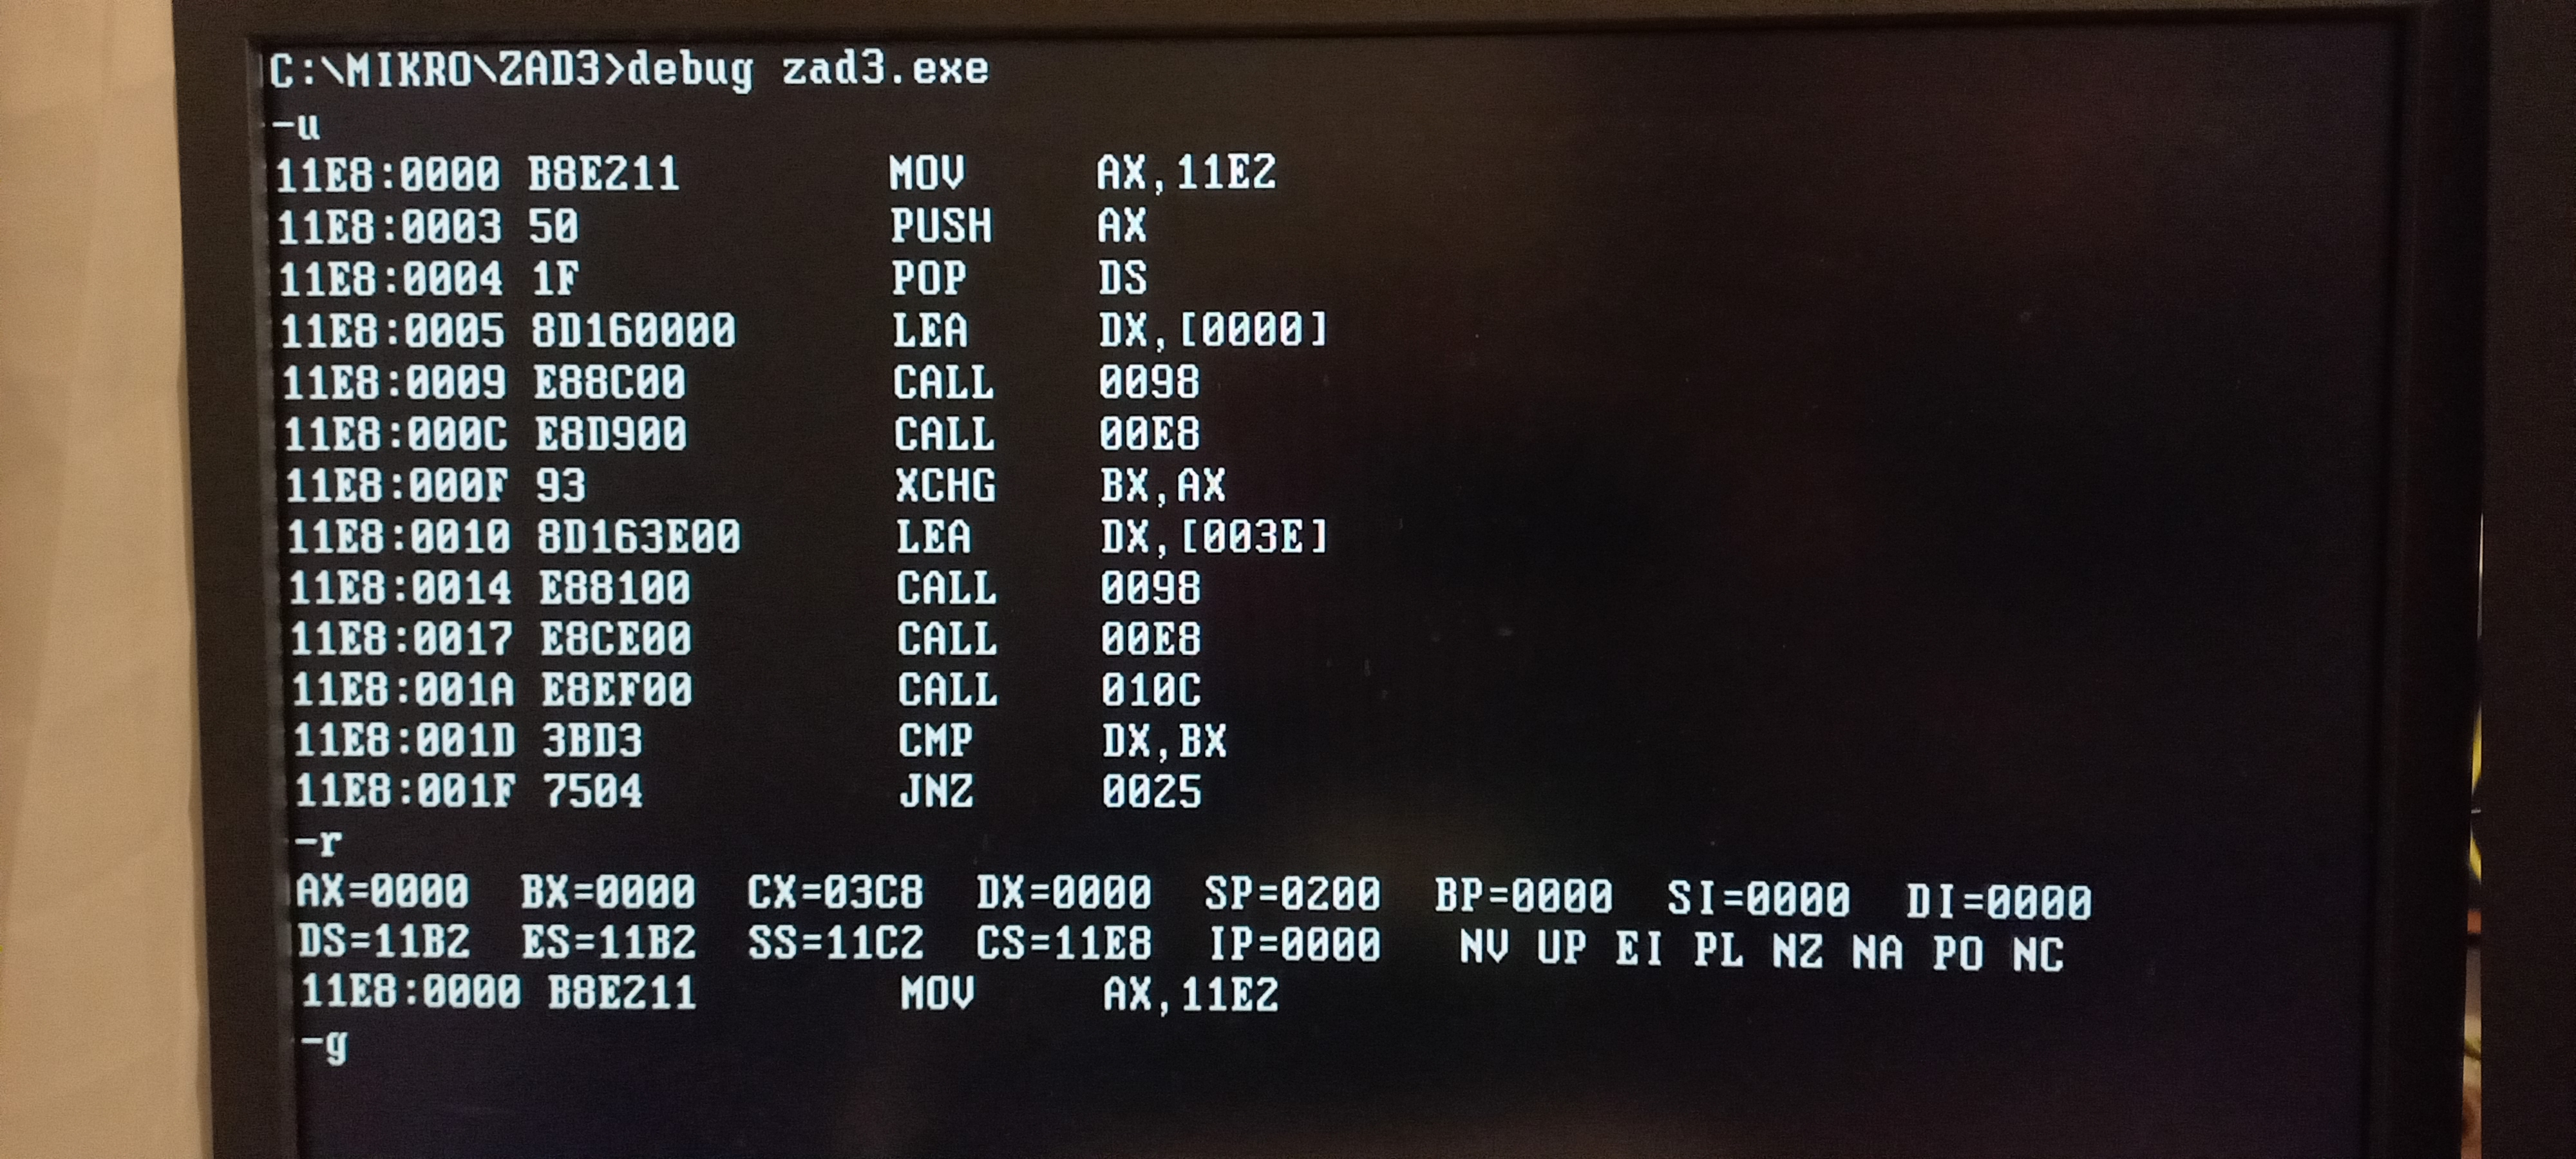 C:\MIKRO\ZAD3>debug zad3.exe
-u
11E8:0000 B8E211 MOV AX,11E2
11E8:0003 50 PUSH AX
11E8:0004 1F POP DS
11E8:0005 8D160000 LEA DX,[0000]
11E8:0009 E88C00 CALL 0098
11E8:000C E8D900 CALL 00E8
11E8:000F 93 XCHG BX,AX
11E8:0010 8D163E00 LEA DX,[003E]
11E8:0014 E88100 CALL 0098
11E8:0017 E8CE00 CALL 00E8
11E8:001A E8EF00 CALL 010C
11E8:001D 3BD3 CMP DX,BX
11E8:001F 7504 JNZ 0025
-r
AX=0000 BX=0000 CX=03C8 DX=0000 SP=0200 BP=0000 SI=0000 DI=0000
DS=11B2 ES=11B2 SS=11C2 CS=11E8 IP=0000 NV UP EI PL NZ NA PO NC
11E8:0000 B8E211 MOV AX,11E2
-g